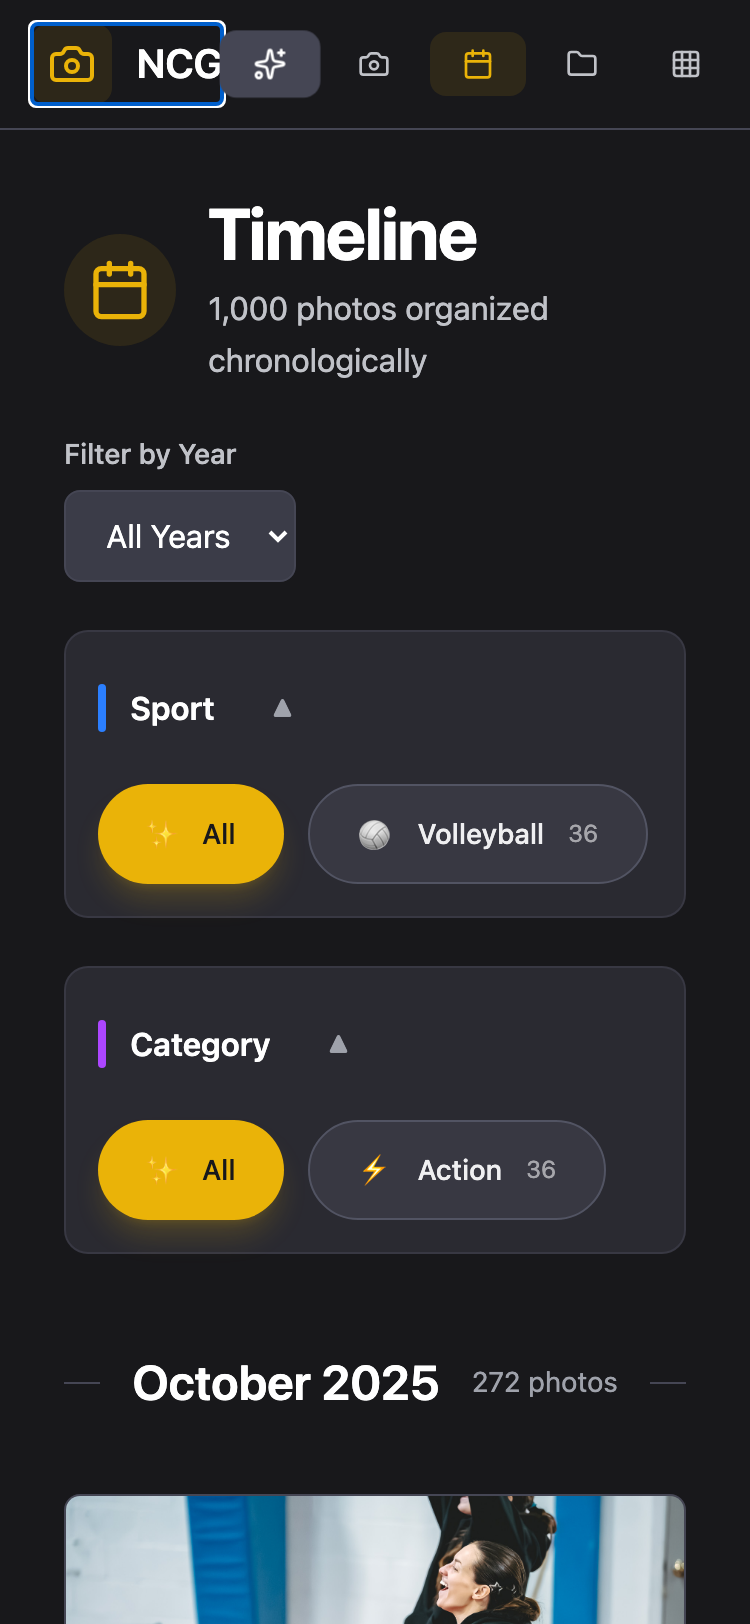 NCG
Timeline
1,000 photos organized
chronologically
Filter by Year
All Years
Sport
All
Volleyball 36
Category
All
Action 36
October 2025 272 photos